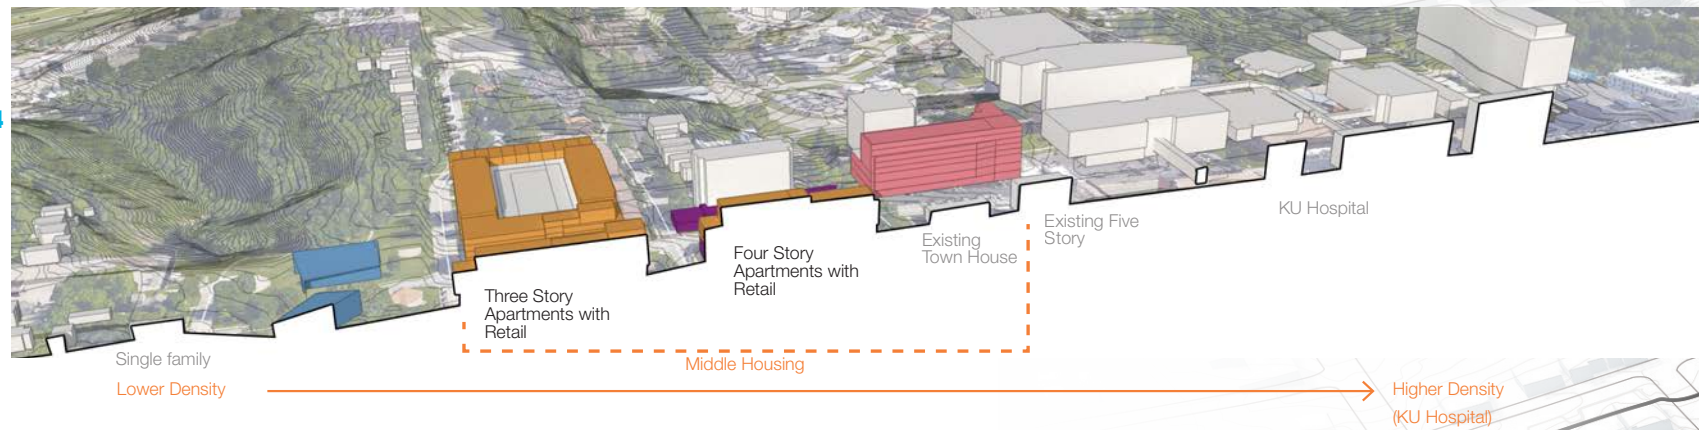 4
Three Story
Apartments with
Retail
Four Story
Apartments with
Retail
Existing
Town House
Existing Five
Story
KU Hospital
Single family
Middle Housing
Lower Density
Higher Density
(KU Hospital)